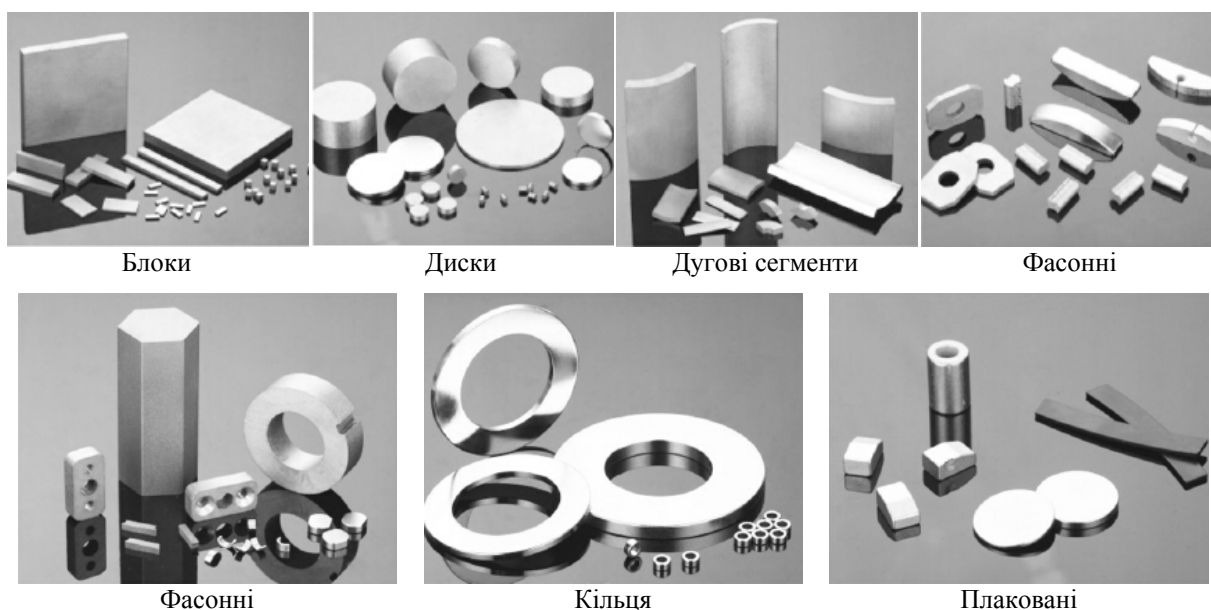 Блоки
Диски
Дугові сегменти
Фасонні
Фасонні
Кільця
Плаковані